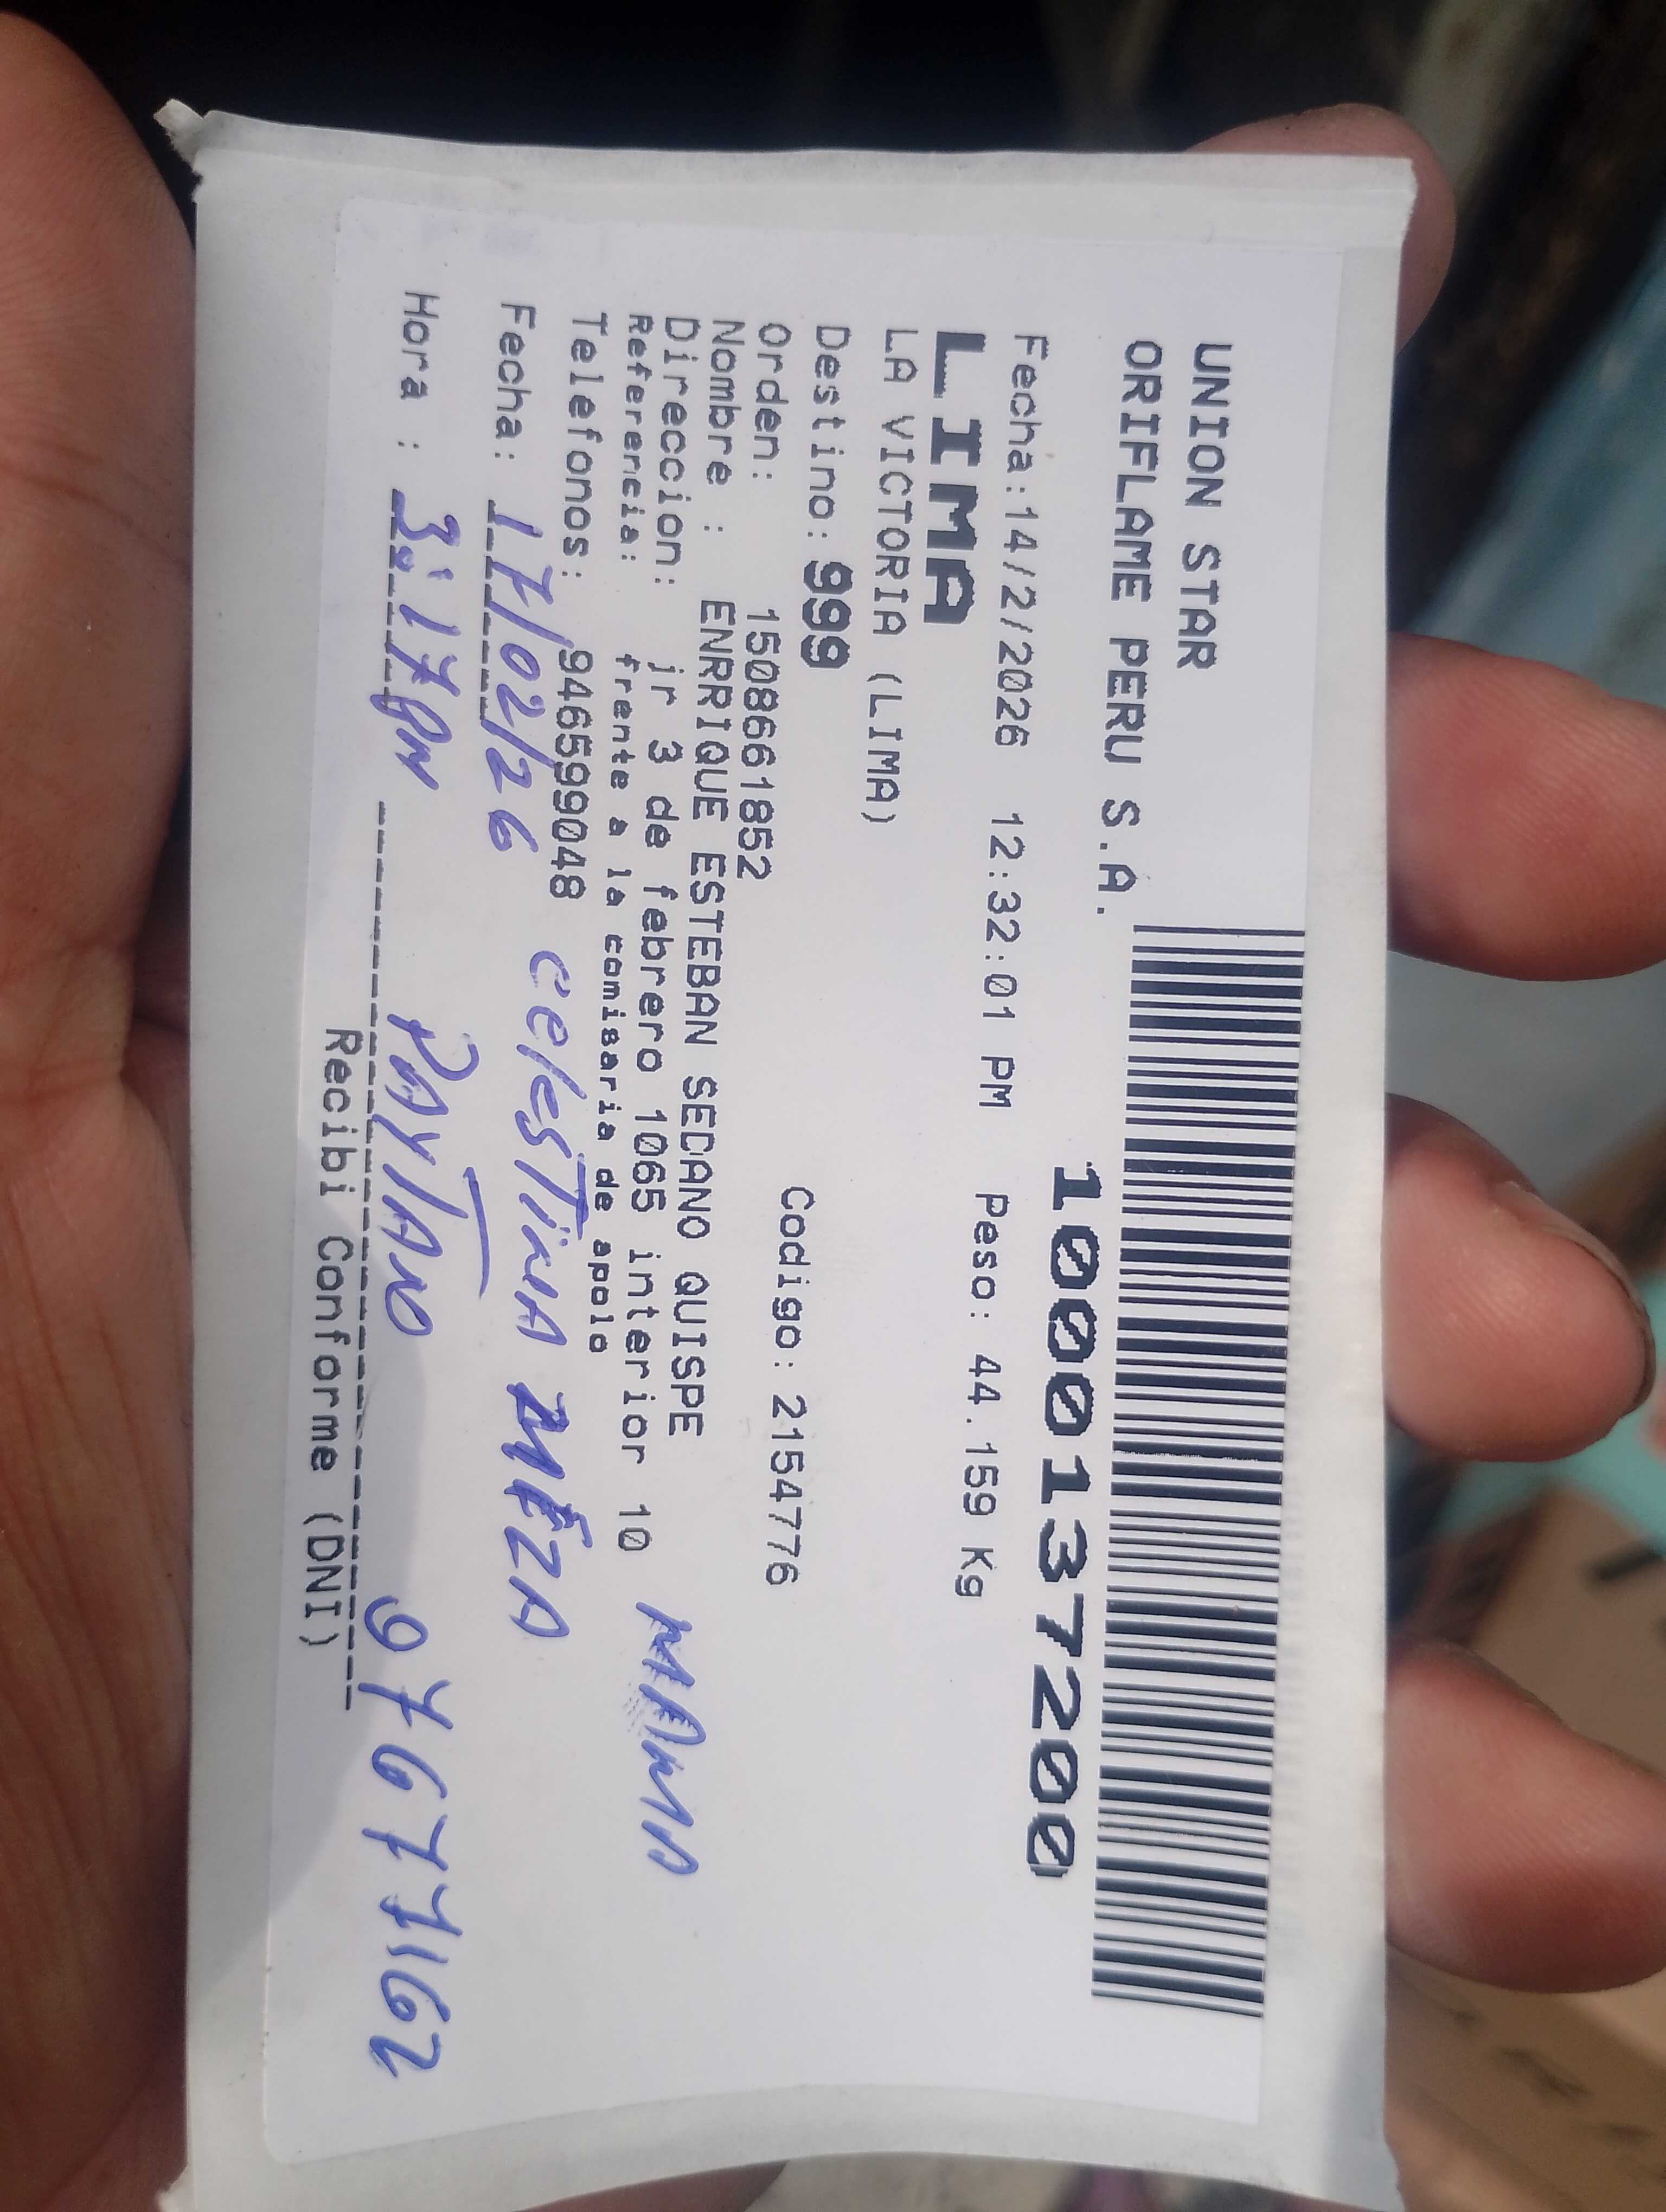 UNION STAR
ORIFLAME PERU S.A.
1000137200
Fecha:14/2/2026 12:32:01 PM Peso: 44.159 Kg
LIMA
LA VICTORIA (LIMA)
Destino: 999
Codigo: 2154776
Orden: 1508661852
Nombre : ENRRIQUE ESTEBAN SEDANO QUISPE
Direccion: jr 3 de febrero 1065 interior 10
MAMA
Referencia: frente a la comisaria de apolo
Telefonos: 946599048
Fecha: 17/02/26 celestina MEZA
Hora : 3:17pm
Recibi Conforme (DNI)